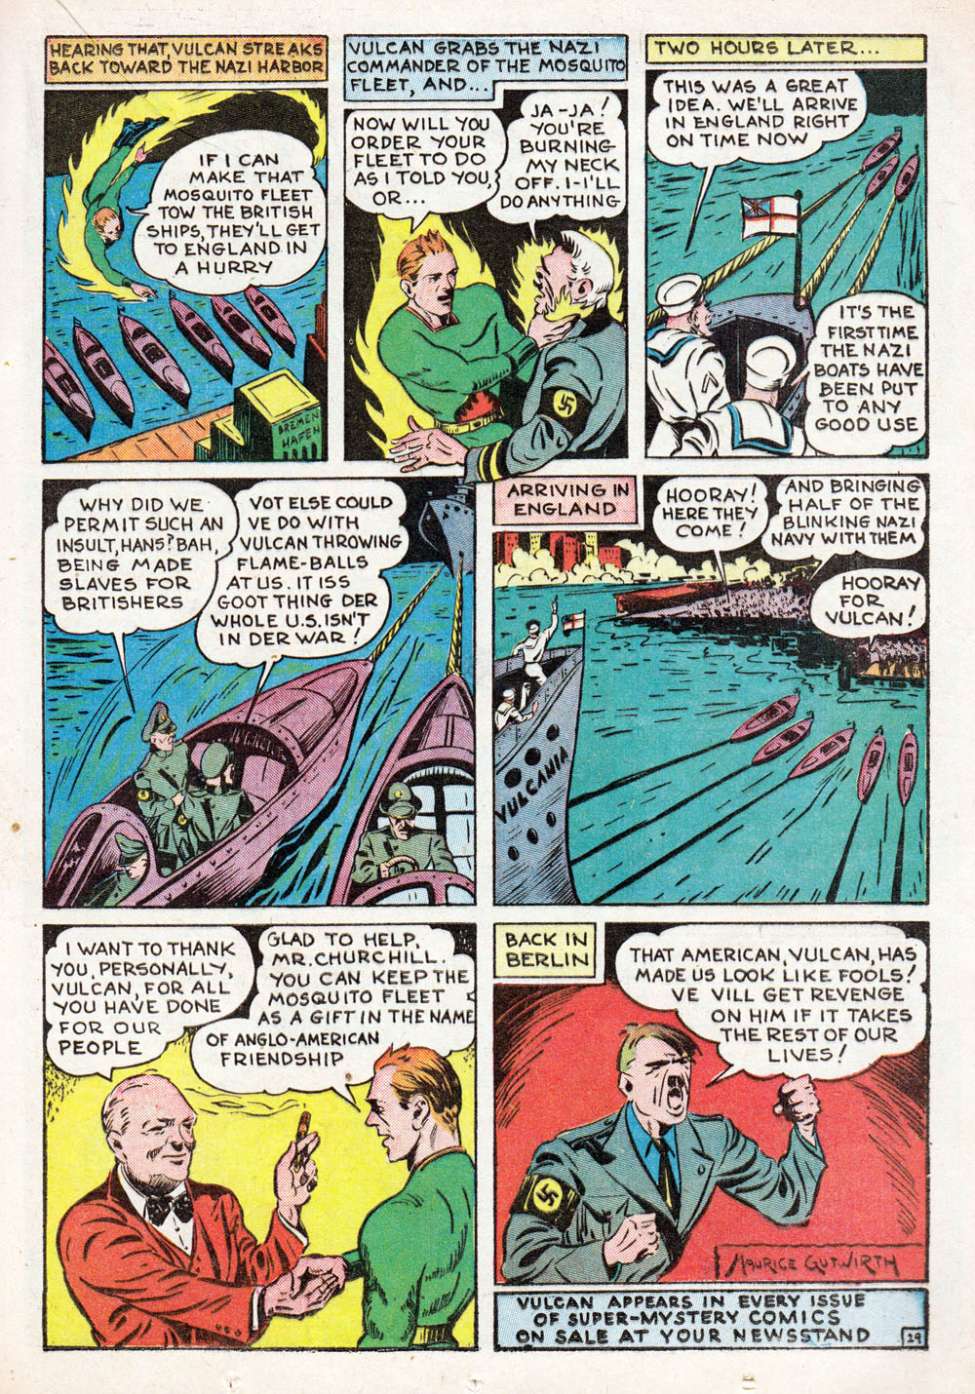 HEARING THAT, VULCAN STREAKS
BACK TOWARD THE NAZI HARBOR
IF I CAN
MAKE THAT
MOSQUITO FLEET
TOW THE BRITISH
SHIPS, THEY'LL GET
TO ENGLAND IN
A HURRY
BREMEN
HAFEN
VULCAN GRABS THE NAZI
COMMANDER OF THE MOSQUITO
FLEET, AND...
NOW WILL YOU
ORDER YOUR
FLEET TO DO
AS I TOLD YOU,
OR...
JA-JA!
YOU'RE
BURNING
MY NECK
OFF. I-I'LL
DO ANYTHING
TWO HOURS LATER...
THIS WAS A GREAT
IDEA. WE'LL ARRIVE
IN ENGLAND RIGHT
ON TIME NOW
IT'S THE
FIRST TIME
THE NAZI
BOATS HAVE
BEEN PUT
TO ANY
GOOD USE
WHY DID WE
PERMIT SUCH AN
INSULT, HANS? BAH,
BEING MADE
SLAVES FOR
BRITISHERS
VOT ELSE COULD
VE DO WITH
VULCAN THROWING
FLAME-BALLS
AT US. IT ISS
GOOT THING DER
WHOLE U.S. ISN'T
IN DER WAR!
ARRIVING IN
ENGLAND
HOORAY!
HERE THEY
COME!
AND BRINGING
HALF OF THE
BLINKING NAZI
NAVY WITH THEM
HOORAY
FOR
VULCAN!
VULCANIA
I WANT TO THANK
YOU, PERSONALLY,
VULCAN, FOR ALL
YOU HAVE DONE
FOR OUR
PEOPLE
GLAD TO HELP,
MR. CHURCHILL.
YOU CAN KEEP THE
MOSQUITO FLEET
AS A GIFT IN THE NAME
OF ANGLO-AMERICAN
FRIENDSHIP
BACK IN
BERLIN
THAT AMERICAN, VULCAN, HAS
MADE US LOOK LIKE FOOLS!
VE VILL GET REVENGE
ON HIM IF IT TAKES
THE REST OF OUR
LIVES!
MAURICE GUTWIRTH
VULCAN APPEARS IN EVERY ISSUE
OF SUPER-MYSTERY COMICS
ON SALE AT YOUR NEWSSTAND
29